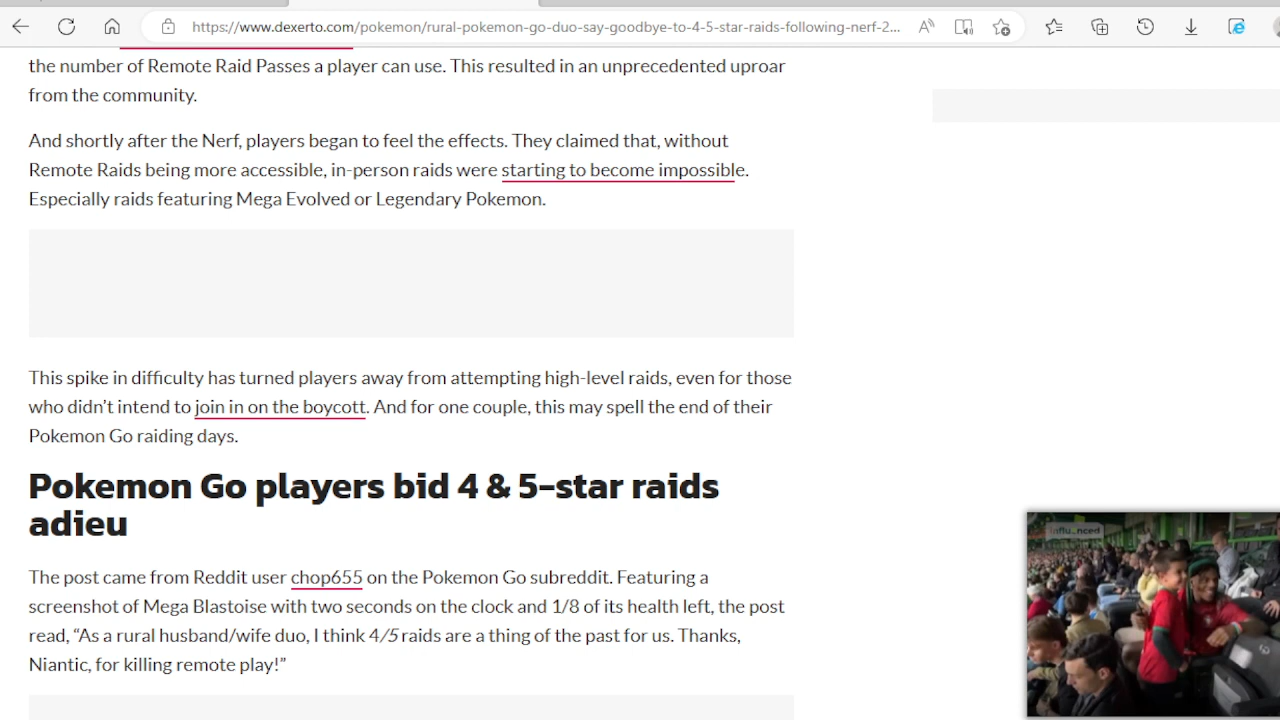 https://www.dexerto.com/pokemon/rural-pokemon-go-duo-say-goodbye-to-4-5-star-raids-following-nerf-2...
the number of Remote Raid Passes a player can use. This resulted in an unprecedented uproar
from the community.
And shortly after the Nerf, players began to feel the effects. They claimed that, without
Remote Raids being more accessible, in-person raids were starting to become impossible.
Especially raids featuring Mega Evolved or Legendary Pokemon.
This spike in difficulty has turned players away from attempting high-level raids, even for those
who didn’t intend to join in on the boycott. And for one couple, this may spell the end of their
Pokemon Go raiding days.
Pokemon Go players bid 4 & 5-star raids
adieu
The post came from Reddit user chop655 on the Pokemon Go subreddit. Featuring a
screenshot of Mega Blastoise with two seconds on the clock and 1/8 of its health left, the post
read, “As a rural husband/wife duo, I think 4/5 raids are a thing of the past for us. Thanks,
Niantic, for killing remote play!”
influenced